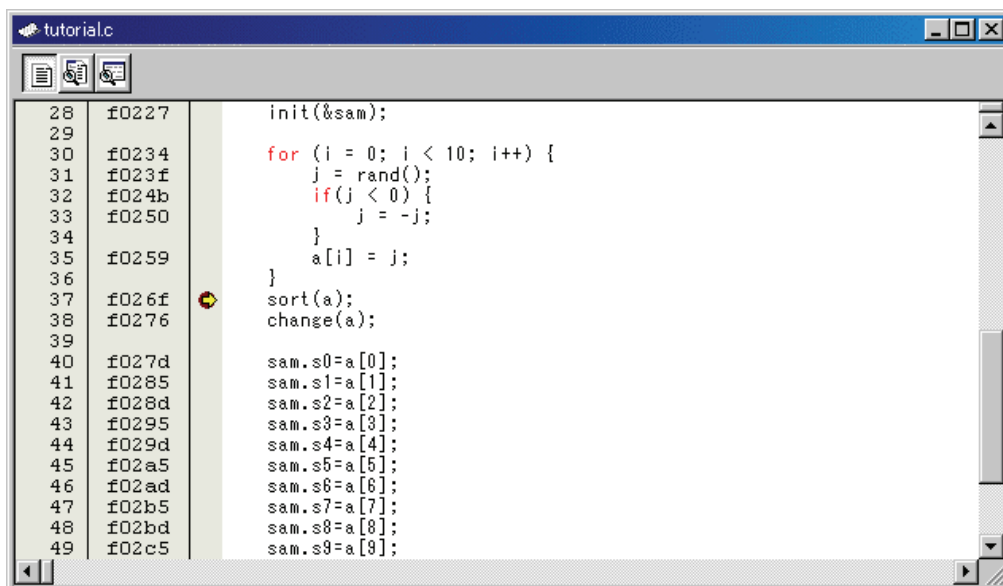 tutorial.c
28 f0227 init(&sam);
29
30 f0234 for (i = 0; i < 10; i++) {
31 f023f j = rand();
32 f024b if(j < 0) {
33 f0250 j = -j;
34 }
35 f0259 a[i] = j;
36 }
37 f026f sort(a);
38 f0276 change(a);
39
40 f027d sam.s0=a[0];
41 f0285 sam.s1=a[1];
42 f028d sam.s2=a[2];
43 f0295 sam.s3=a[3];
44 f029d sam.s4=a[4];
45 f02a5 sam.s5=a[5];
46 f02ad sam.s6=a[6];
47 f02b5 sam.s7=a[7];
48 f02bd sam.s8=a[8];
49 f02c5 sam.s9=a[9];